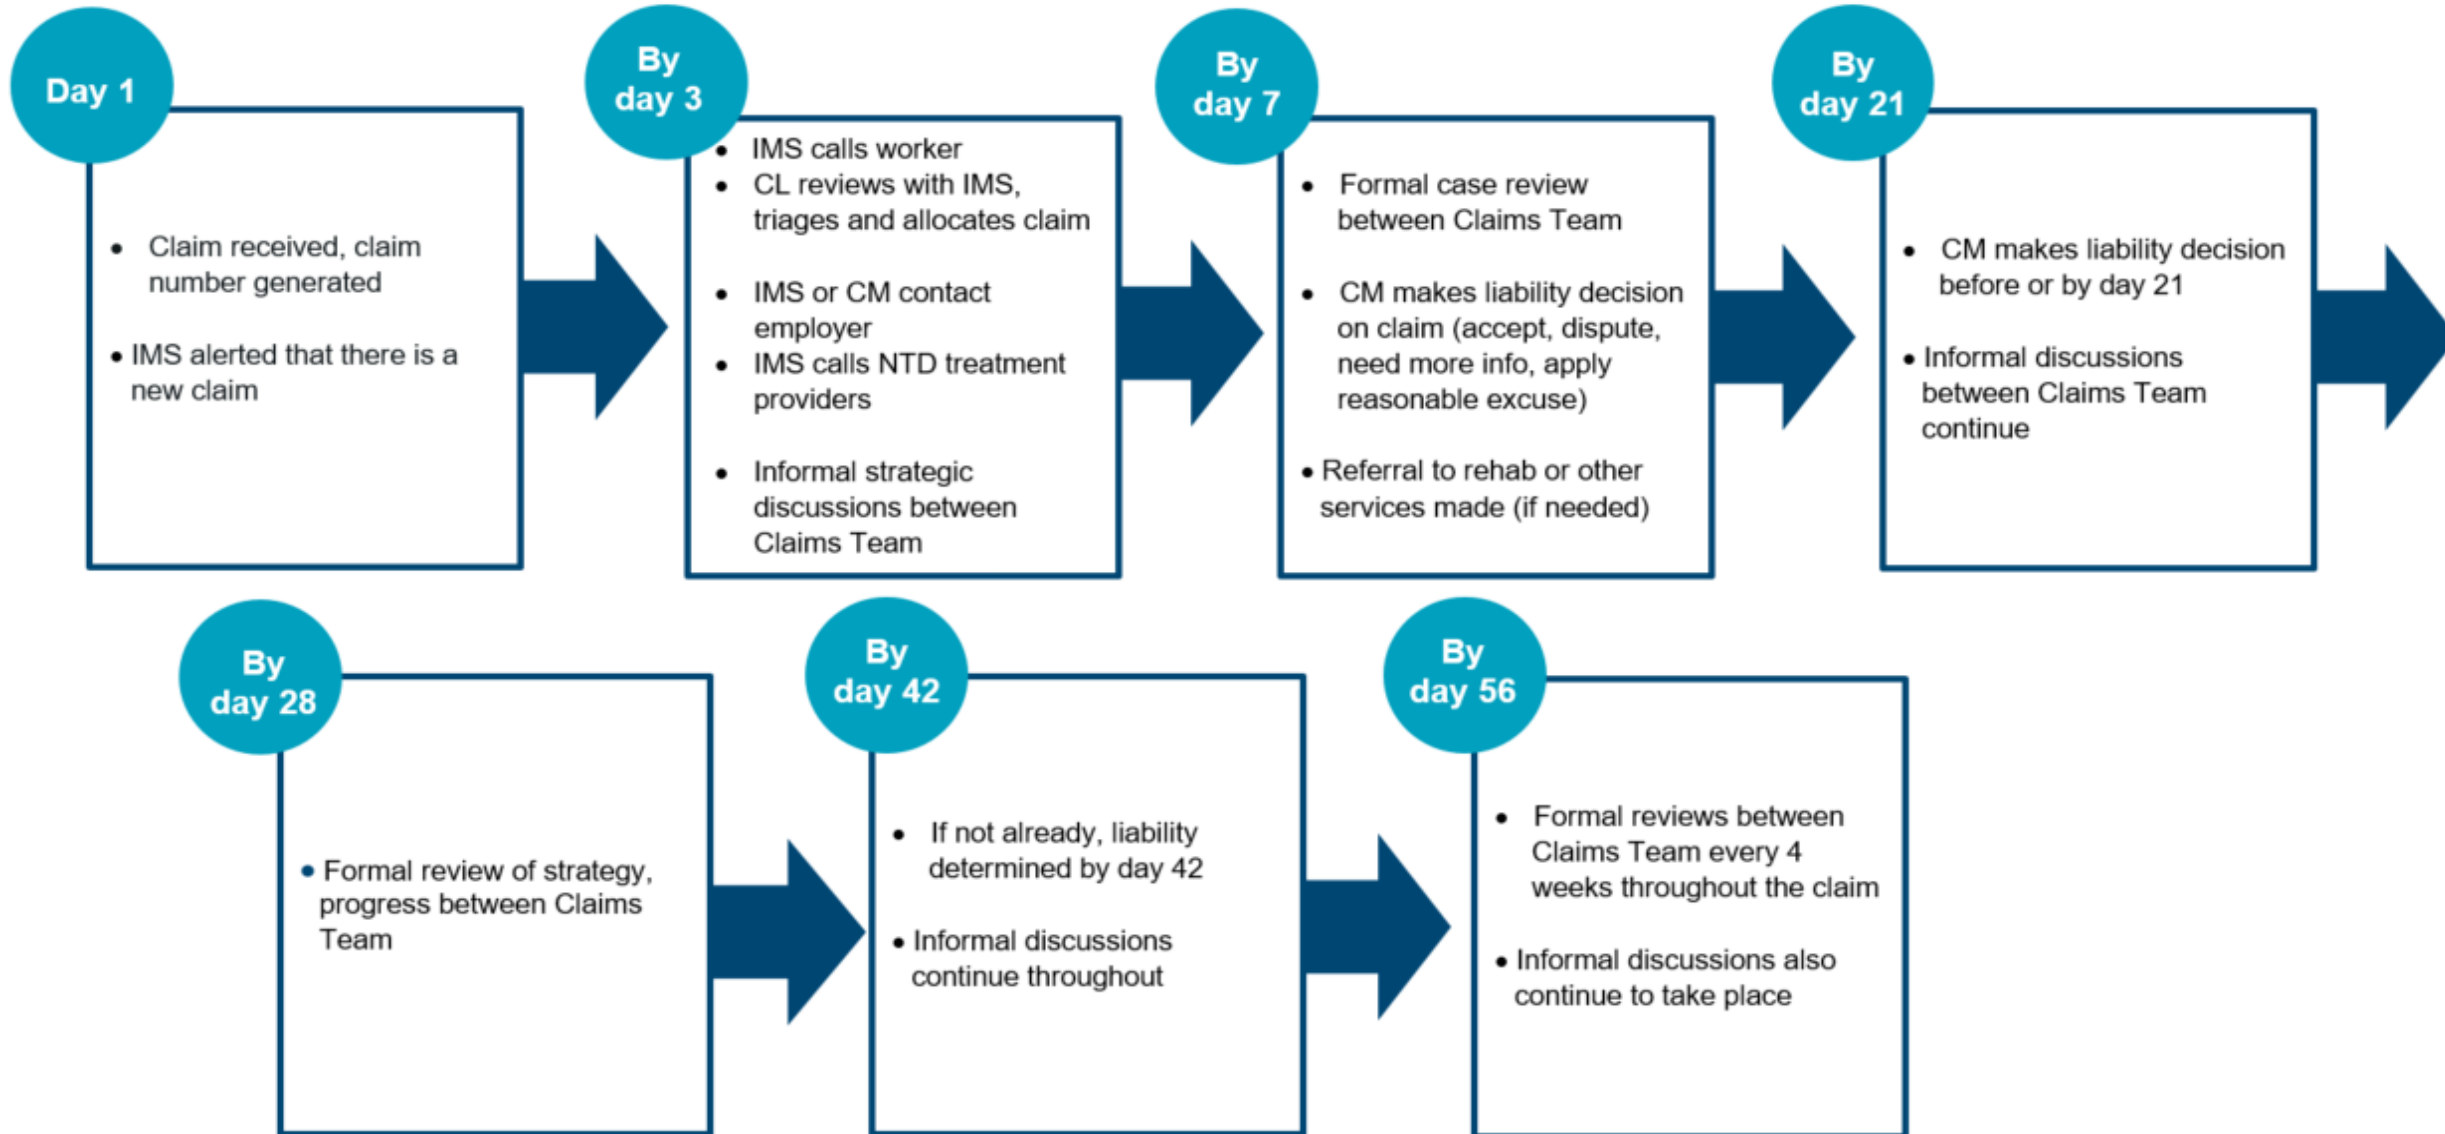 Day 1
• Claim received, claim
number generated
• IMS alerted that there is a
new claim
By
day 3
• IMS calls worker
• CL reviews with IMS,
triages and allocates claim
• IMS or CM contact
employer
• IMS calls NTD treatment
providers
• Informal strategic
discussions between
Claims Team
By
day 7
• Formal case review
between Claims Team
• CM makes liability decision
on claim (accept, dispute,
need more info, apply
reasonable excuse)
• Referral to rehab or other
services made (if needed)
By
day 21
• CM makes liability decision
before or by day 21
• Informal discussions
between Claims Team
continue
By
day 28
• Formal review of strategy,
progress between Claims
Team
By
day 42
• If not already, liability
determined by day 42
• Informal discussions
continue throughout
By
day 56
• Formal reviews between
Claims Team every 4
weeks throughout the claim
• Informal discussions also
continue to take place